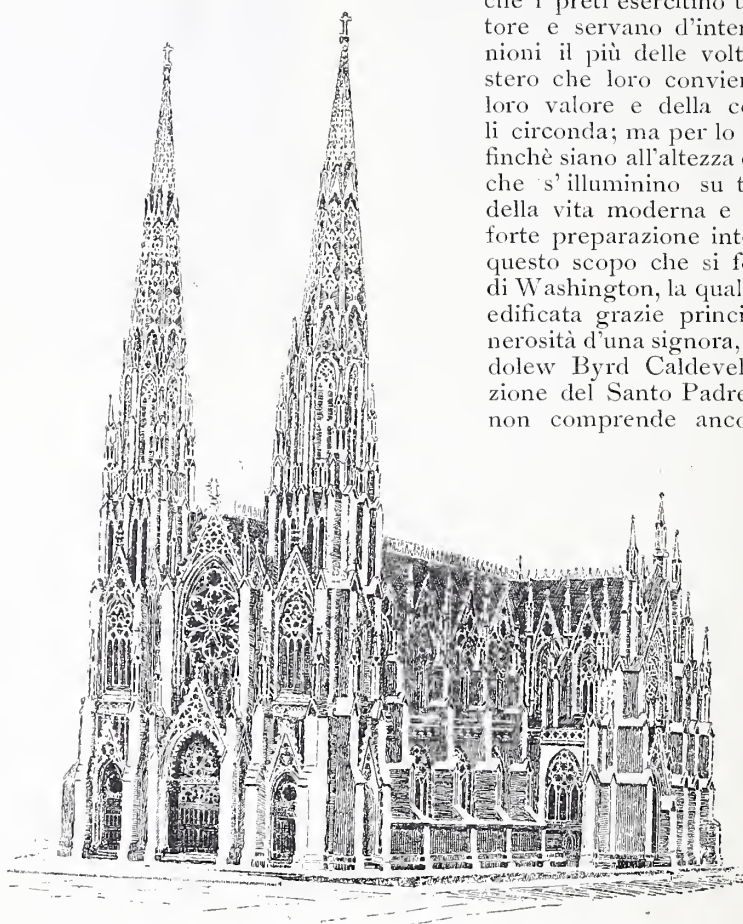 che i preti esercitino u
tore e servano d'inter
nioni il più delle volt
stero che loro convien
loro valore e della co
li circonda; ma per lo
finchè siano all'altezza
che s'illuminino su t
della vita moderna e
forte preparazione int
questo scopo che si f
di Washington, la qual
edificata grazie princi
nerosità d'una signora,
dolew Byrd Caldevel
zione del Santo Padre
non comprende anco